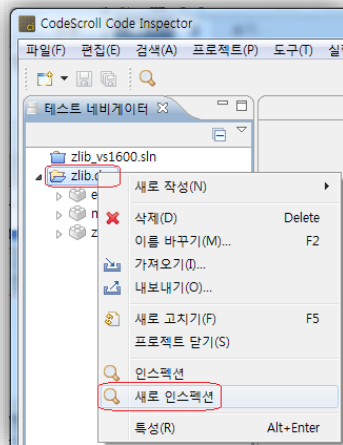 CodeScroll Code Inspector
파일(F) 편집(E) 검색(A) 프로젝트(P) 도구(T)
테스트 네비게이터
zlib_vs1600.sln
새로 작성(N)
삭제(D) Delete
이름 바꾸기(M)... F2
가져오기(I)...
내보내기(O)...
새로 고치기(F) F5
프로젝트 닫기(S)
인스펙션
새로 인스펙션
특성(R) Alt+Enter